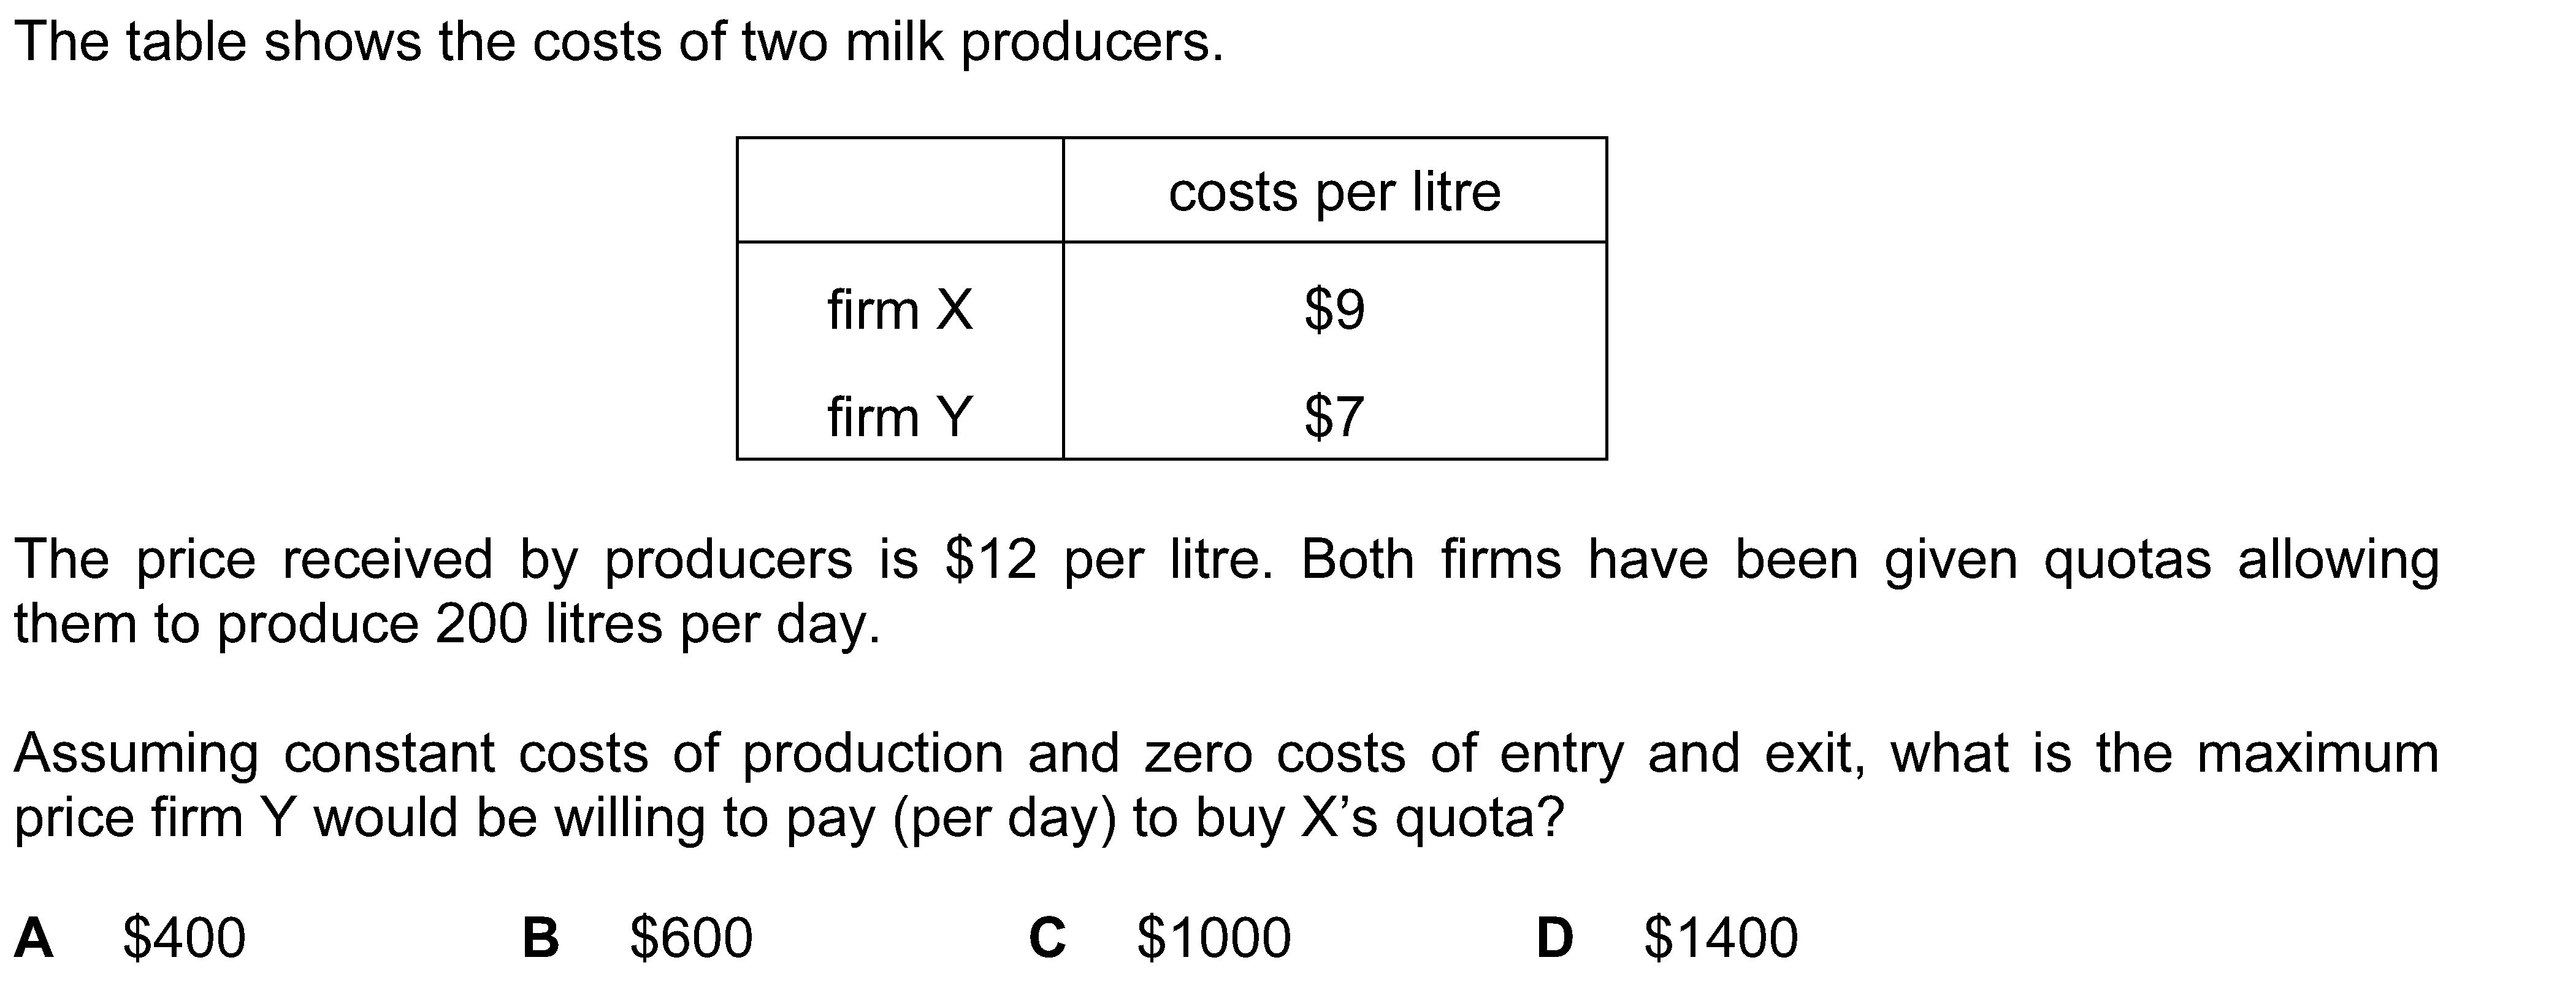 The table shows the costs of two milk producers.
costs per litre
firm X $9
firm Y $7
The price received by producers is $12 per litre. Both firms have been given quotas allowing
them to produce 200 litres per day.
Assuming constant costs of production and zero costs of entry and exit, what is the maximum
price firm Y would be willing to pay (per day) to buy X’s quota?
A $400 B $600 C $1000 D $1400